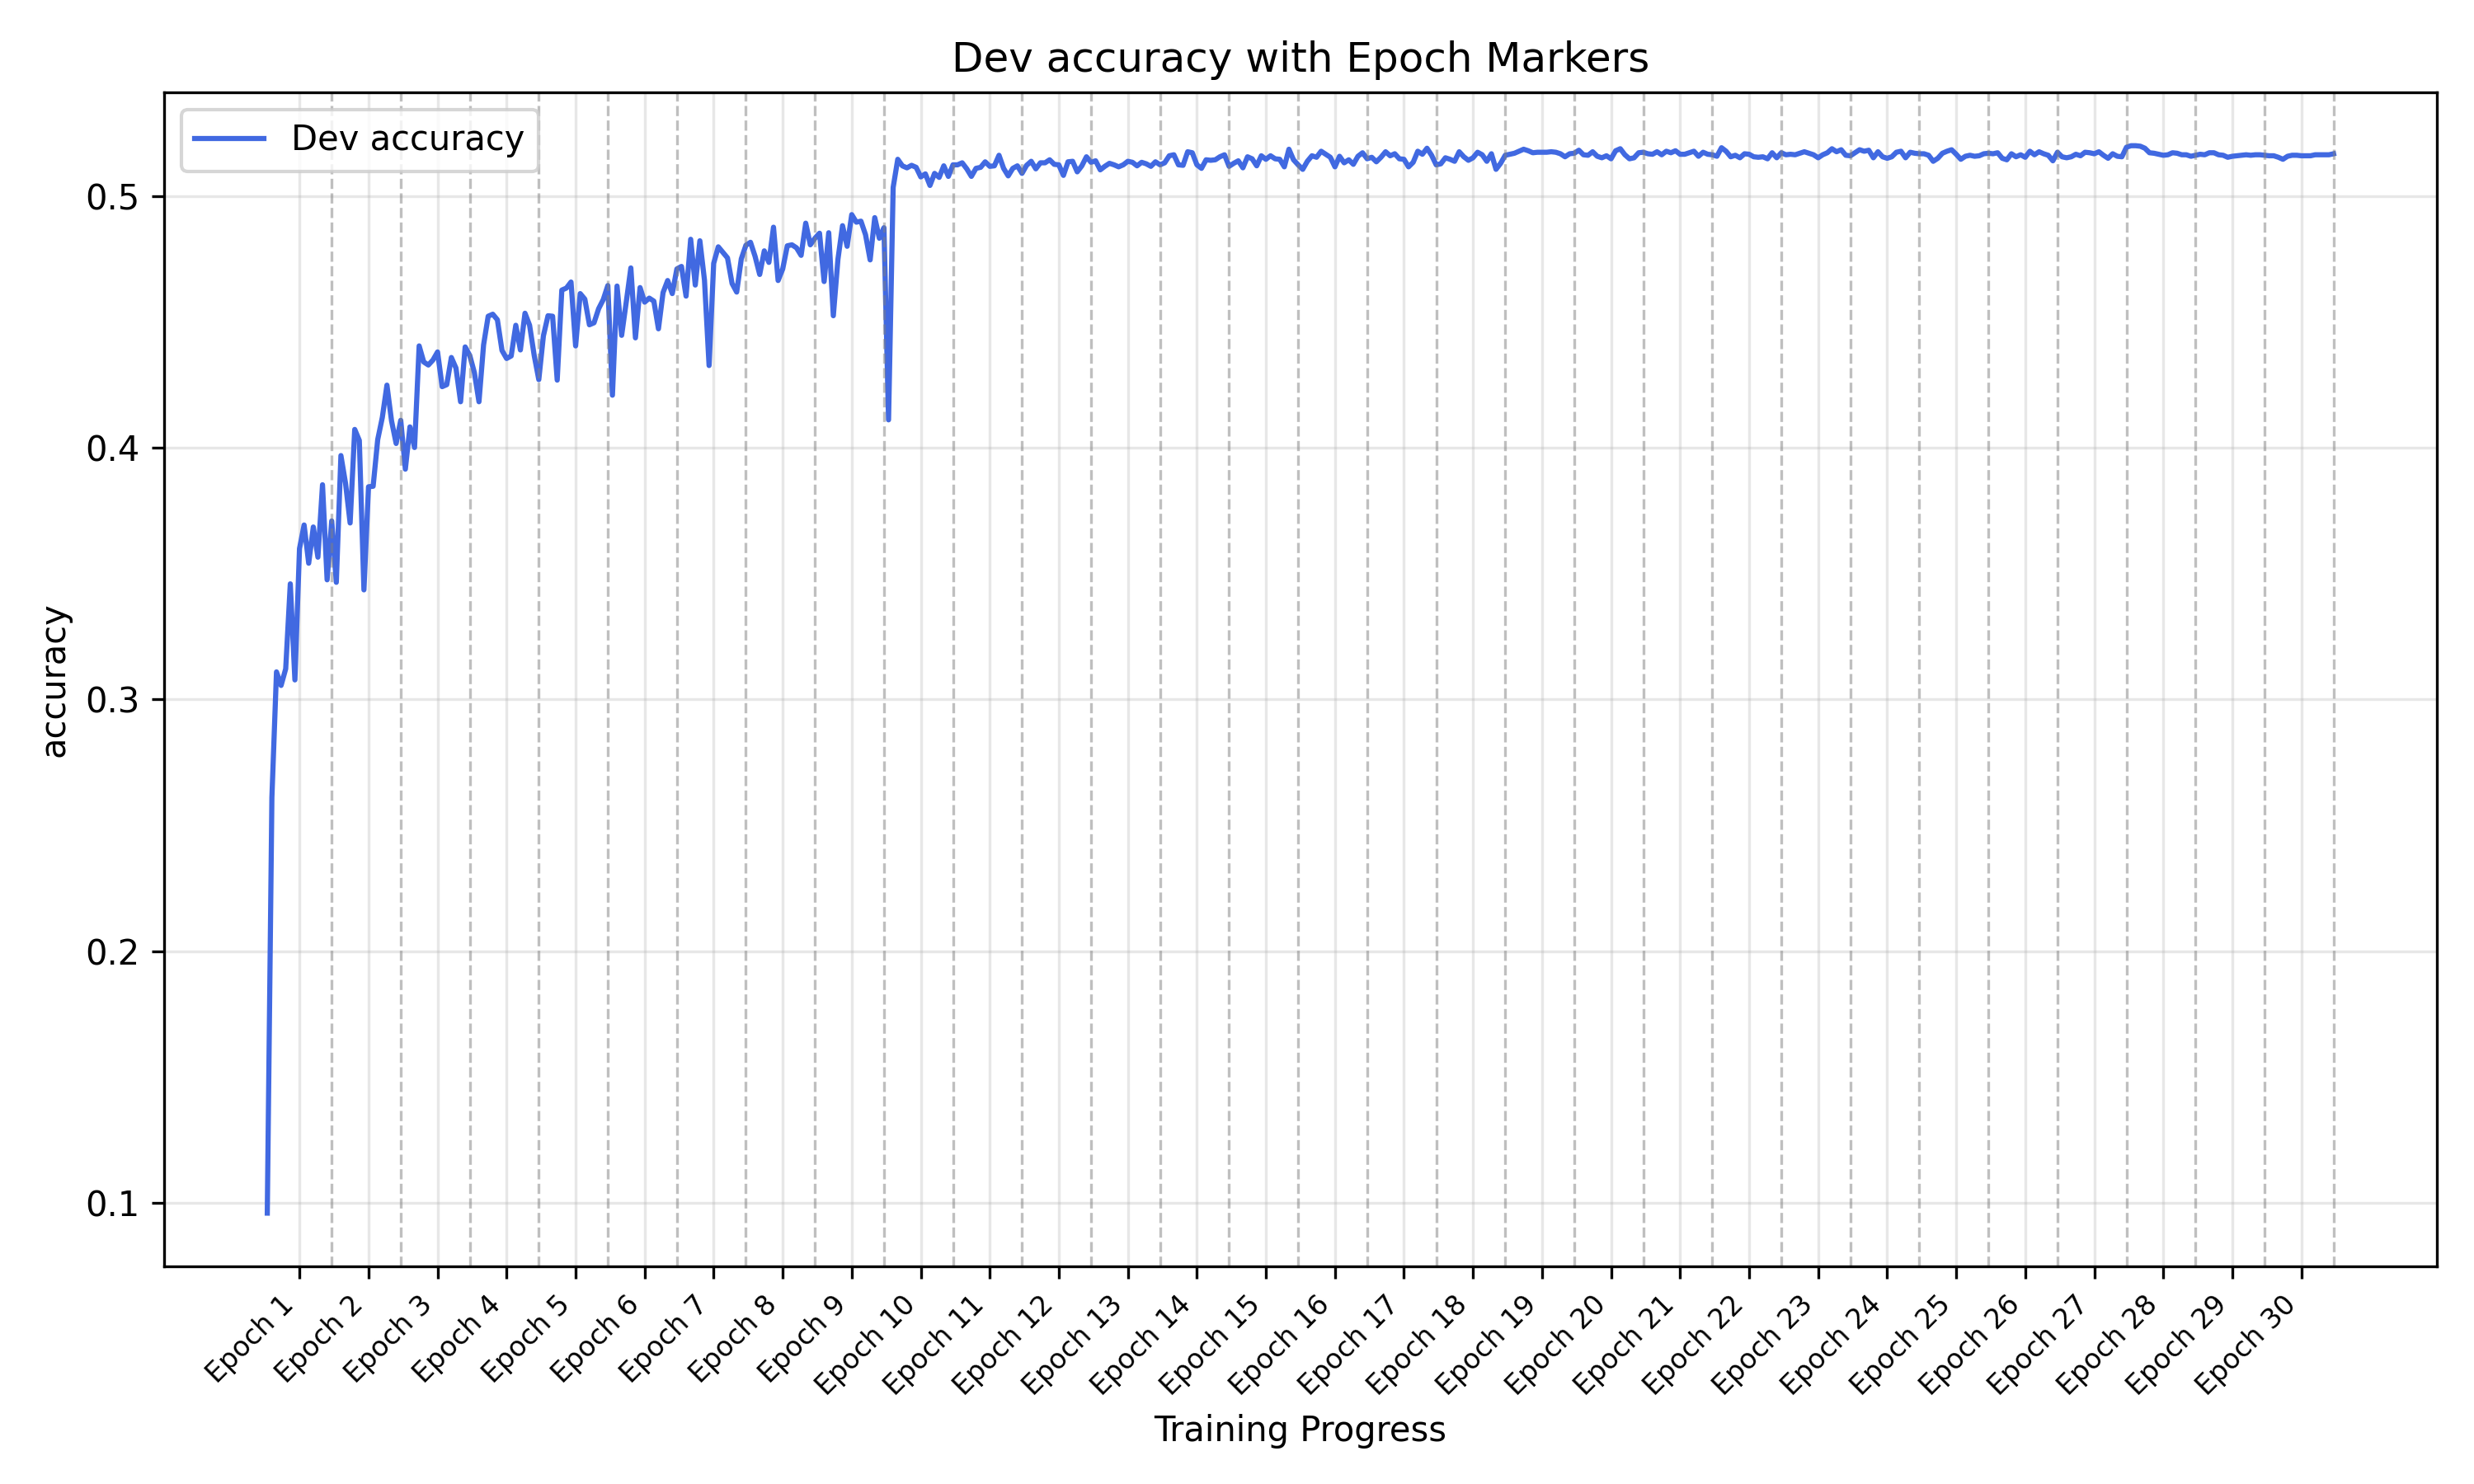 Dev accuracy with Epoch Markers
Dev accuracy
accuracy
0.5
0.4
0.3
0.2
0.1
Epoch 1
Epoch 2
Epoch 3
Epoch 4
Epoch 5
Epoch 6
Epoch 7
Epoch 8
Epoch 9
Epoch 10
Epoch 11
Epoch 12
Epoch 13
Epoch 14
Epoch 15
Epoch 16
Epoch 17
Epoch 18
Epoch 19
Epoch 20
Epoch 21
Epoch 22
Epoch 23
Epoch 24
Epoch 25
Epoch 26
Epoch 27
Epoch 28
Epoch 29
Epoch 30
Training Progress